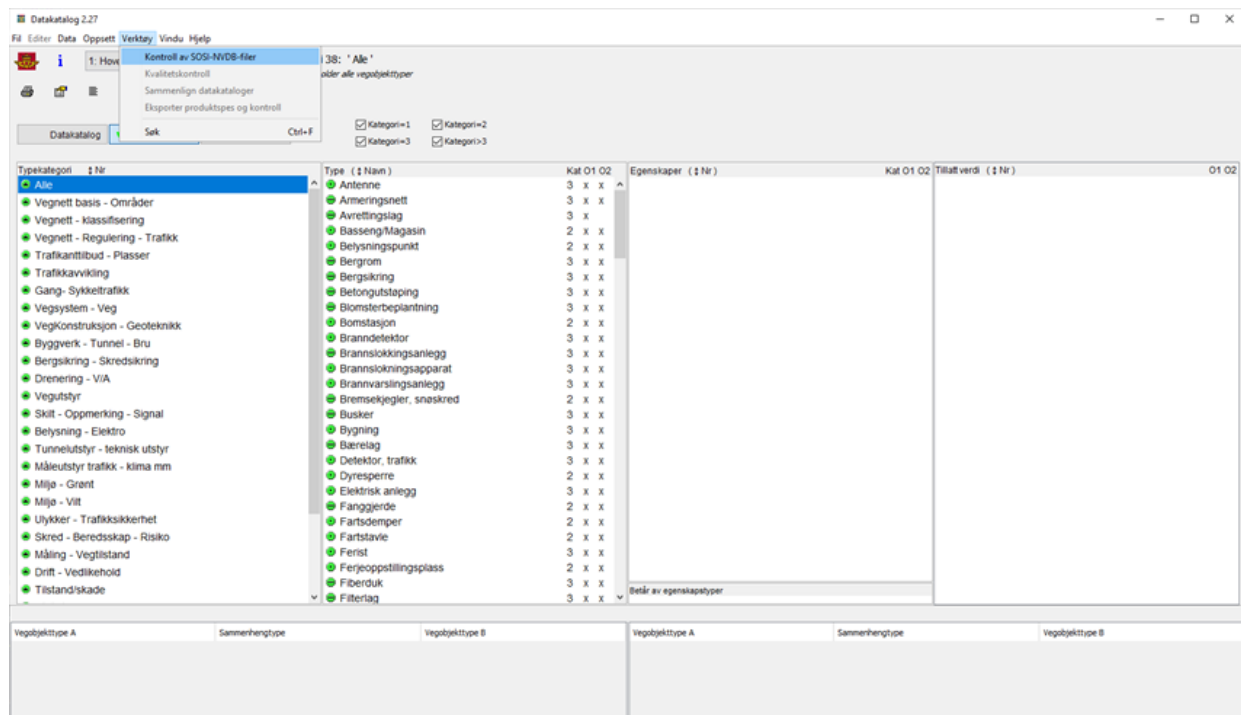 Datakatalog 2.27
Fil Editer Data Oppsett Verktøy Vindu Hjelp
Kontroll av SOSI-NVDB-filer
Kvalitetskontroll
Sammenlign datakataloger
Eksporter produktspes og kontroll
Søk Ctrl+F
i 1: Hove
38: ' Alle '
older alle vegobjekttyper
Datakatalog
Kategori=1 Kategori=2
Kategori=3 Kategori>3
Typekategori ↕ Nr
Alle
Vegnett basis - Områder
Vegnett - klassifisering
Vegnett - Regulering - Trafikk
Trafikanttilbud - Plasser
Trafikkavvikling
Gang- Sykkeltrafikk
Vegsystem - Veg
VegKonstruksjon - Geoteknikk
Byggverk - Tunnel - Bru
Bergsikring - Skredsikring
Drenering - V/A
Vegutstyr
Skilt - Oppmerking - Signal
Belysning - Elektro
Tunnelutstyr - teknisk utstyr
Måleutstyr trafikk - klima mm
Miljø - Grønt
Miljø - Vilt
Ulykker - Trafikksikkerhet
Skred - Beredsskap - Risiko
Måling - Vegtilstand
Drift - Vedlikehold
Tilstand/skade
Type (↕ Navn) Kat O1 O2
Antenne 3 x x
Armeringsnett 3 x x
Avrettingslag 3 x
Basseng/Magasin 2 x x
Belysningspunkt 2 x x
Bergrom 3 x x
Bergsikring 3 x x
Betongutstøping 3 x x
Blomsterbeplantning 3 x x
Bomstasjon 2 x x
Branndetektor 3 x x
Brannslokkingsanlegg 3 x x
Brannslokningsapparat 3 x x
Brannvarslingsanlegg 3 x x
Bremsekjegler, snøskred 2 x x
Busker 3 x x
Bygning 3 x x
Bærelag 3 x x
Detektor, trafikk 3 x x
Dyresperre 2 x x
Elektrisk anlegg 3 x x
Fanggjerde 2 x x
Fartsdemper 2 x x
Fartstavle 2 x x
Ferist 3 x x
Ferjeoppstillingsplass 2 x x
Fiberduk 3 x x
Filterlag 3 x x
Egenskaper (↕ Nr) Kat O1 O2
Betår av egenskapstyper
Tillatt verdi (↕ Nr) O1 O2
Vegobjekttype A Sammenhengtype Vegobjekttype B
Vegobjekttype A Sammenhengtype Vegobjekttype B